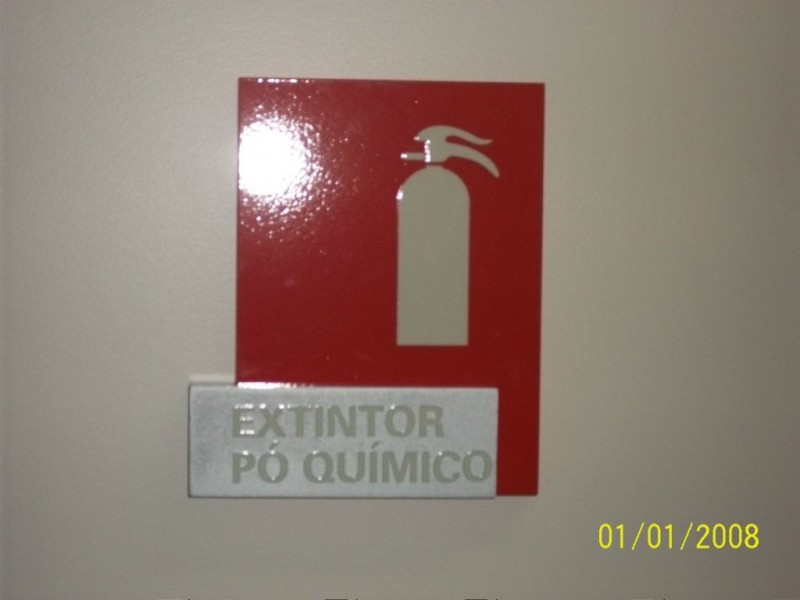 EXTINTOR
PÓ QUÍMICO
01/01/2008